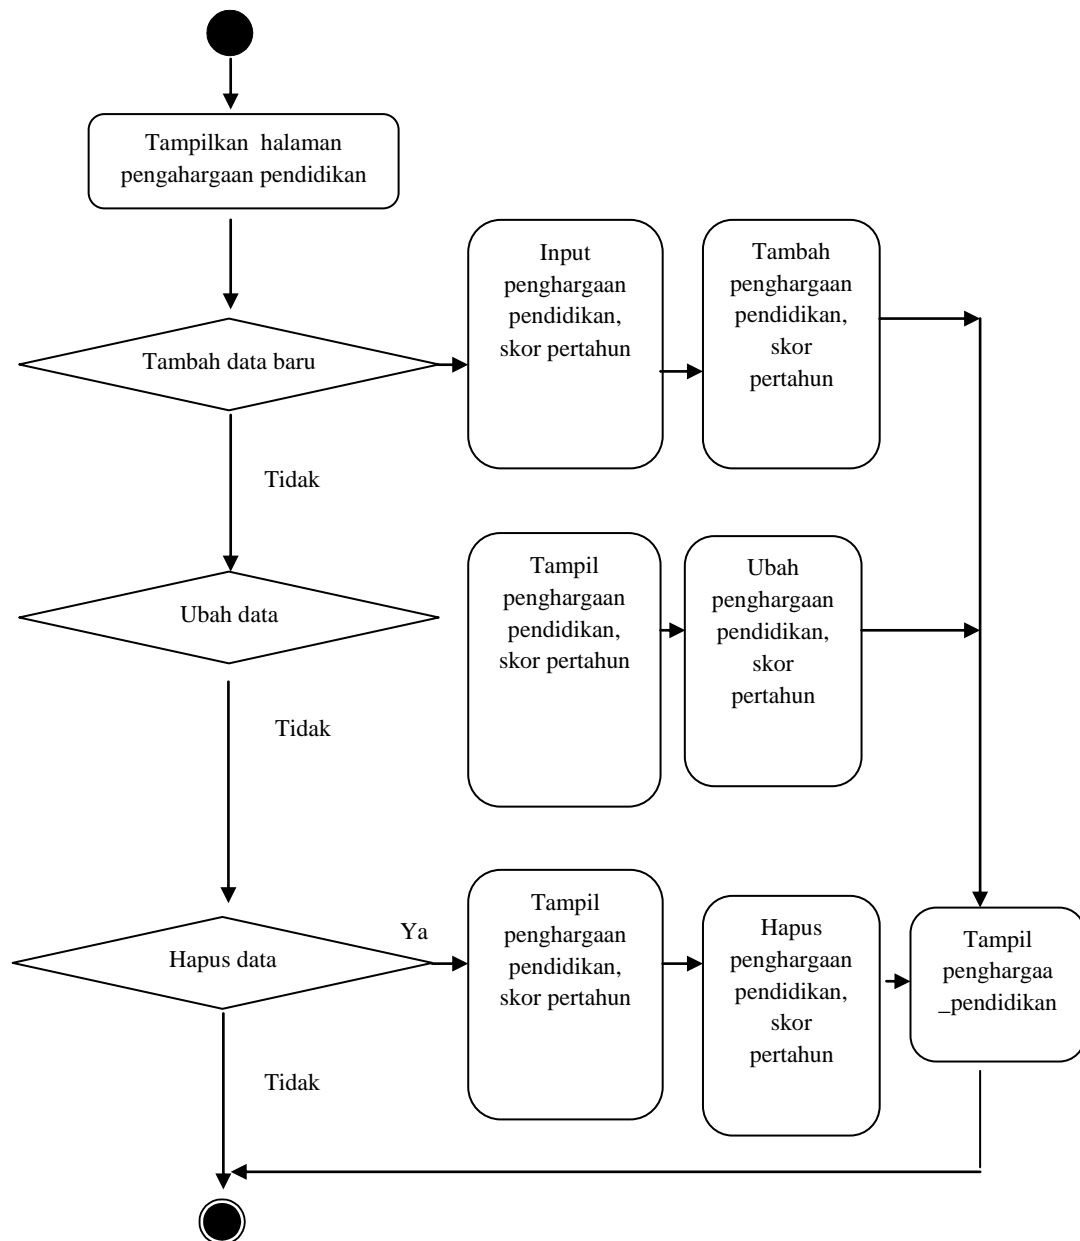 Tampilkan halaman
pengahargaan pendidikan
Input
penghargaan
pendidikan,
skor pertahun
Tambah
penghargaan
pendidikan,
skor
pertahun
Tambah data baru
Tidak
Tampil
penghargaan
pendidikan,
skor pertahun
Ubah
penghargaan
pendidikan,
skor
pertahun
Ubah data
Tidak
Ya
Tampil
penghargaan
pendidikan,
skor pertahun
Hapus
penghargaan
pendidikan,
skor
pertahun
Tampil
penghargaa
_pendidikan
Hapus data
Tidak